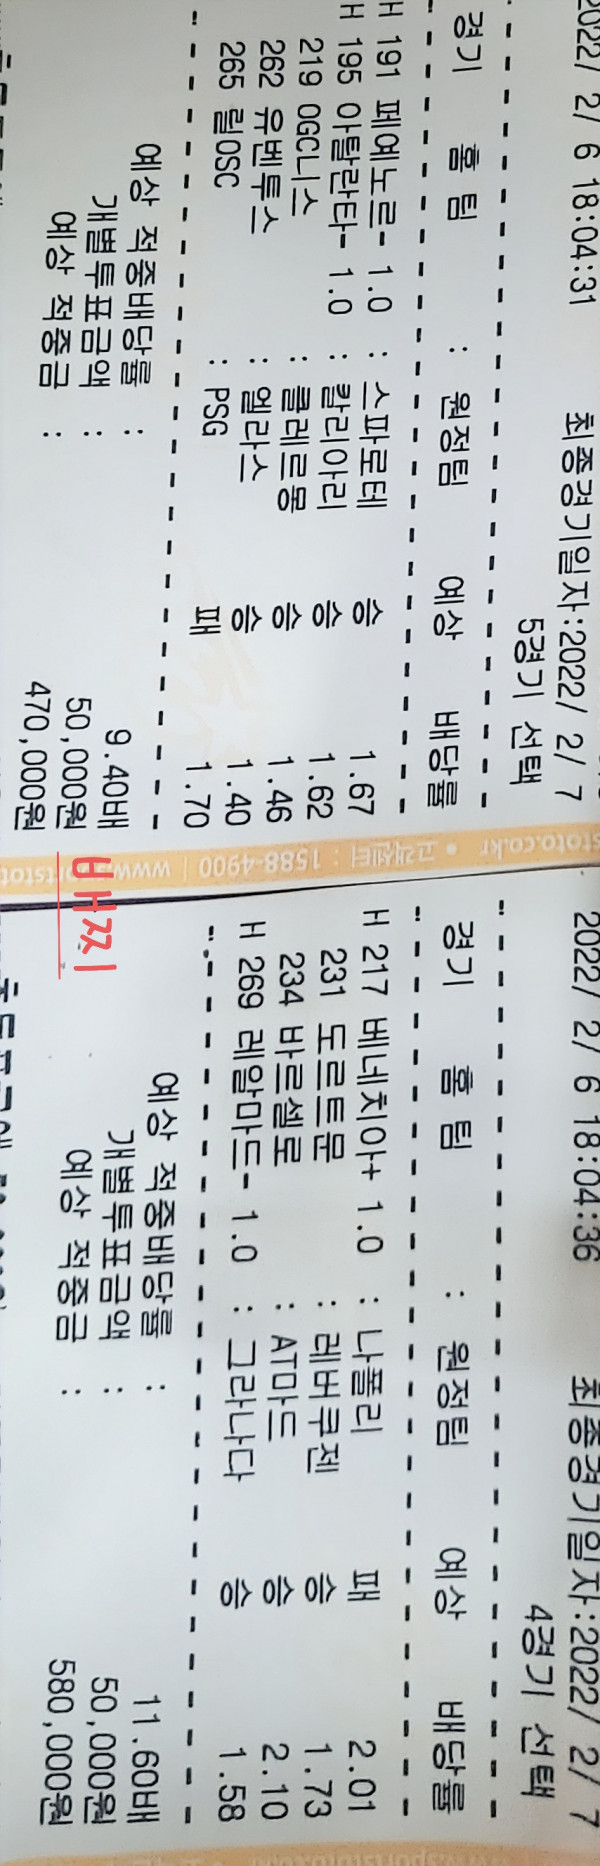 2022/ 2/ 6 18:04:31 최종경기일자:2022/ 2/ 7
5경기 선택
경기 홈 팀 : 원정팀 예상 배당률
H 191 페예노르- 1.0 : 스파로테 승 1.67
H 195 아탈란타- 1.0 : 칼리아리 승 1.62
219 OGC니스 : 클레르몽 승 1.46
262 유벤투스 : 엘라스 승 1.40
265 릴OSC : PSG 패 1.70
예상 적중배당률 : 9.40배
개별투표금액 : 50,000원
예상 적중금 : 470,000원
고객센터 : 1588-4900 | www.sportstoto.co.kr
배찌
2022/ 2/ 6 18:04:36 최종경기일자:2022/ 2/ 7
4경기 선택
경기 홈 팀 : 원정팀 예상 배당률
H 217 베네치아+ 1.0 : 나폴리 패 2.01
231 도르트문 : 레버쿠젠 승 1.73
234 바르셀로 : AT마드 승 2.10
H 269 레알마드- 1.0 : 그라나다 승 1.58
예상 적중배당률 : 11.60배
개별투표금액 : 50,000원
예상 적중금 : 580,000원